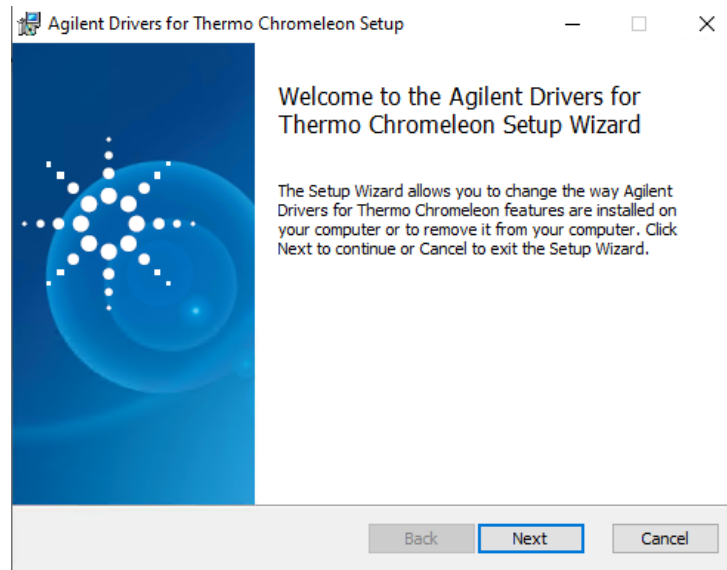 Agilent Drivers for Thermo Chromeleon Setup
Welcome to the Agilent Drivers for
Thermo Chromeleon Setup Wizard
The Setup Wizard allows you to change the way Agilent
Drivers for Thermo Chromeleon features are installed on
your computer or to remove it from your computer. Click
Next to continue or Cancel to exit the Setup Wizard.
Back
Next
Cancel